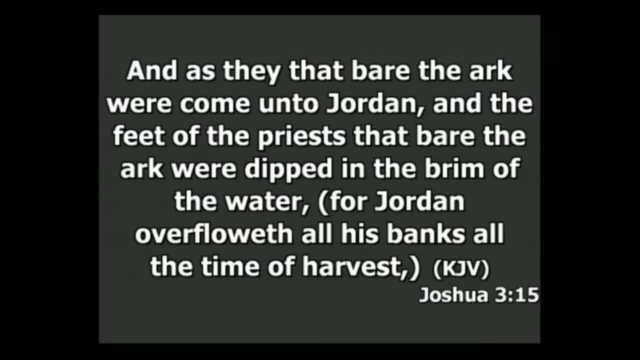 And as they that bare the ark
were come unto Jordan, and the
feet of the priests that bare the
ark were dipped in the brim of
the water, (for Jordan
overfloweth all his banks all
the time of harvest,) (KJV)
Joshua 3:15